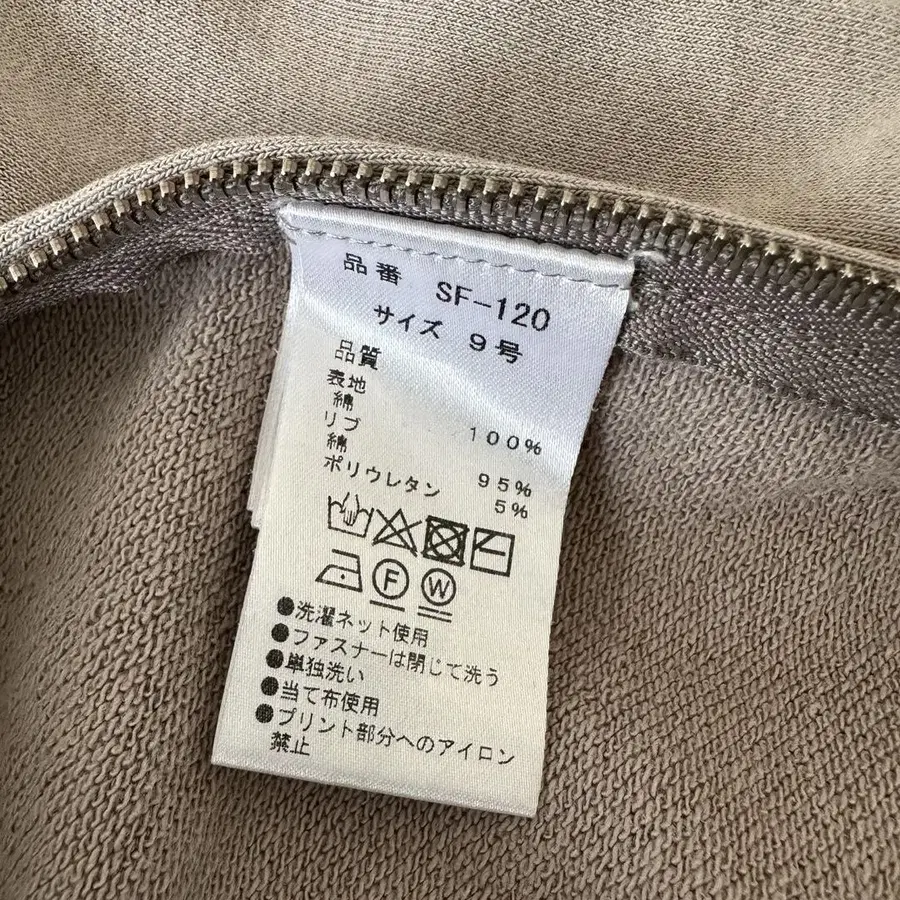 品番 SF-120
サイズ 9号
品質
表地
綿 100%
リブ
綿 95%
ポリウレタン 5%
F W
●洗濯ネット使用
●ファスナーは閉じて洗う
●単独洗い
●当て布使用
●プリント部分へのアイロン
禁止